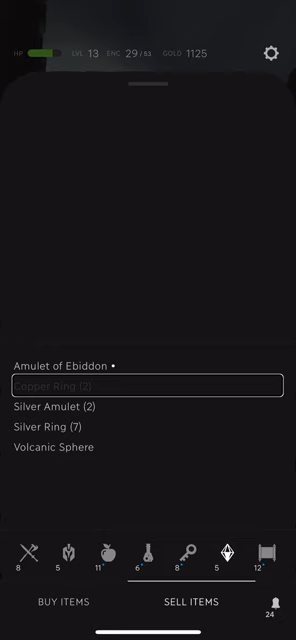 HP LVL 13 ENC 29/53 GOLD 1125
Amulet of Ebiddon •
Copper Ring (2)
Silver Amulet (2)
Silver Ring (7)
Volcanic Sphere
8 5 11 6 8 5 12
BUY ITEMS SELL ITEMS 24